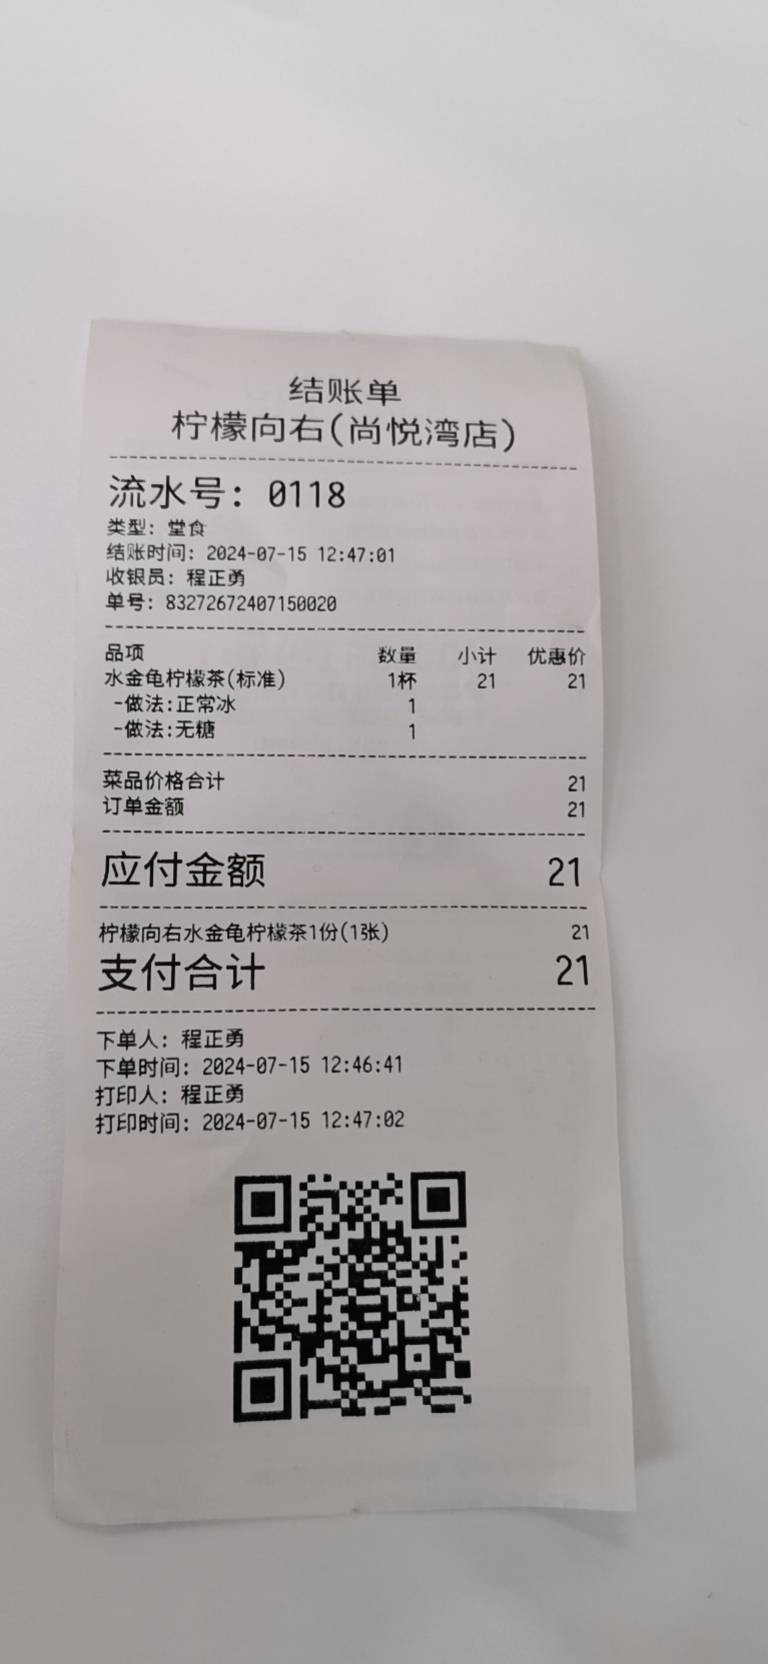 结账单
柠檬向右(尚悦湾店)
流水号: 0118
类型: 堂食
结账时间: 2024-07-15 12:47:01
收银员: 程正勇
单号: 83272672407150020
品项 数量 小计 优惠价
水金龟柠檬茶(标准) 1杯 21 21
-做法:正常冰 1
-做法:无糖 1
菜品价格合计 21
订单金额 21
应付金额 21
柠檬向右水金龟柠檬茶1份(1张) 21
支付合计 21
下单人: 程正勇
下单时间: 2024-07-15 12:46:41
打印人: 程正勇
打印时间: 2024-07-15 12:47:02